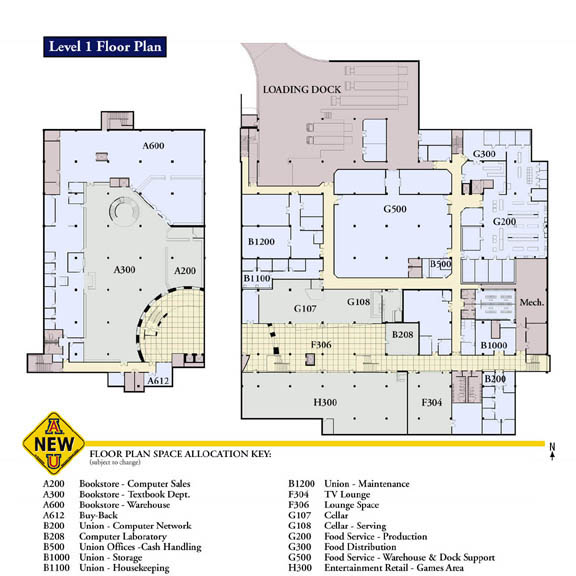 Level 1 Floor Plan
LOADING DOCK
A600
G300
G200
G500
B1200
A300
A200
B500
B1100
Mech.
G107
G108
B208
F306
B1000
A612
B200
H300
F304
N
A
NEW
U
FLOOR PLAN SPACE ALLOCATION KEY:
(subject to change)
A200 Bookstore - Computer Sales
A300 Bookstore - Textbook Dept.
A600 Bookstore - Warehouse
A612 Buy-Back
B200 Union - Computer Network
B208 Computer Laboratory
B500 Union Offices -Cash Handling
B1000 Union - Storage
B1100 Union - Housekeeping
B1200 Union - Maintenance
F304 TV Lounge
F306 Lounge Space
G107 Cellar
G108 Cellar - Serving
G200 Food Service - Production
G300 Food Distribution
G500 Food Service - Warehouse & Dock Support
H300 Entertainment Retail - Games Area